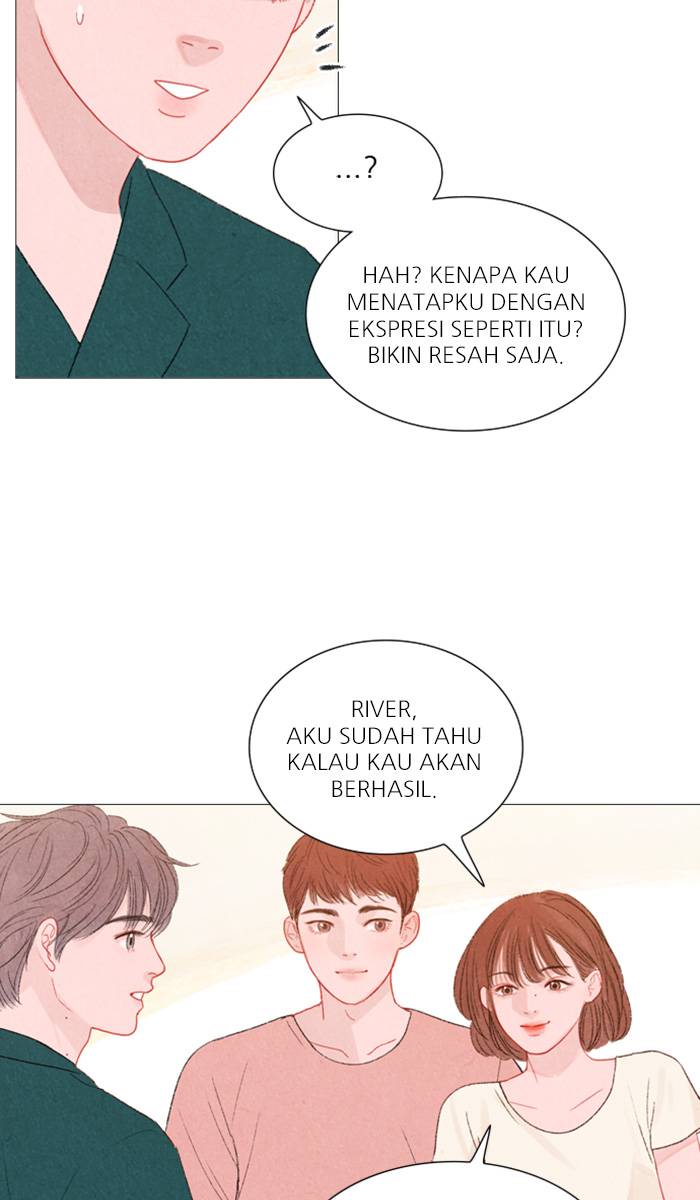 ...?
HAH? KENAPA KAU
MENATAPKU DENGAN
EKSPRESI SEPERTI ITU?
BIKIN RESAH SAJA.
RIVER,
AKU SUDAH TAHU
KALAU KAU AKAN
BERHASIL.